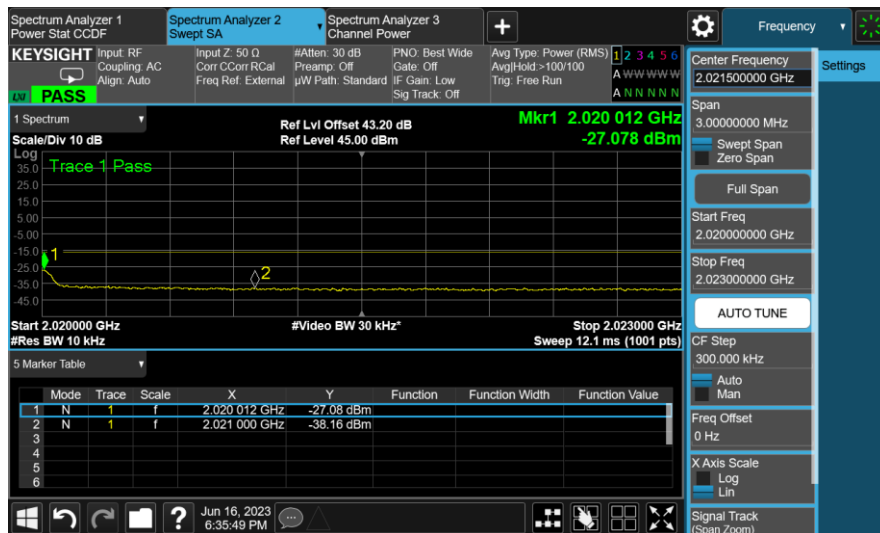 Spectrum Analyzer 1
Power Stat CCDF
Spectrum Analyzer 2
Swept SA
Spectrum Analyzer 3
Channel Power
Frequency
KEYSIGHT
Input: RF
Coupling: AC
Align: Auto
Input Z: 50 Ω
Corr CCorr RCal
Freq Ref: External
#Atten: 30 dB
Preamp: Off
µW Path: Standard
PNO: Best Wide
Gate: Off
IF Gain: Low
Sig Track: Off
Avg Type: Power (RMS)
Avg|Hold:>100/100
Trig: Free Run
1 2 3 4 5 6
A W W W W W
A N N N N N
LXI
PASS
1 Spectrum
Scale/Div 10 dB
Ref Lvl Offset 43.20 dB
Ref Level 45.00 dBm
Mkr1 2.020 012 GHz
-27.078 dBm
Log
Trace 1 Pass
35.0
25.0
15.0
5.00
-5.00
-15.0
-25.0
-35.0
-45.0
1
2
Start 2.020000 GHz
#Res BW 10 kHz
#Video BW 30 kHz*
Stop 2.023000 GHz
Sweep 12.1 ms (1001 pts)
5 Marker Table
Mode Trace Scale X Y Function Function Width Function Value
1 N 1 f 2.020 012 GHz -27.08 dBm
2 N 1 f 2.021 000 GHz -38.16 dBm
3
4
5
6
Jun 16, 2023
6:35:49 PM
?
Center Frequency
2.021500000 GHz
Settings
Span
3.00000000 MHz
Swept Span
Zero Span
Full Span
Start Freq
2.020000000 GHz
Stop Freq
2.023000000 GHz
AUTO TUNE
CF Step
300.000 kHz
Auto
Man
Freq Offset
0 Hz
X Axis Scale
Log
Lin
Signal Track
(Span Zoom)